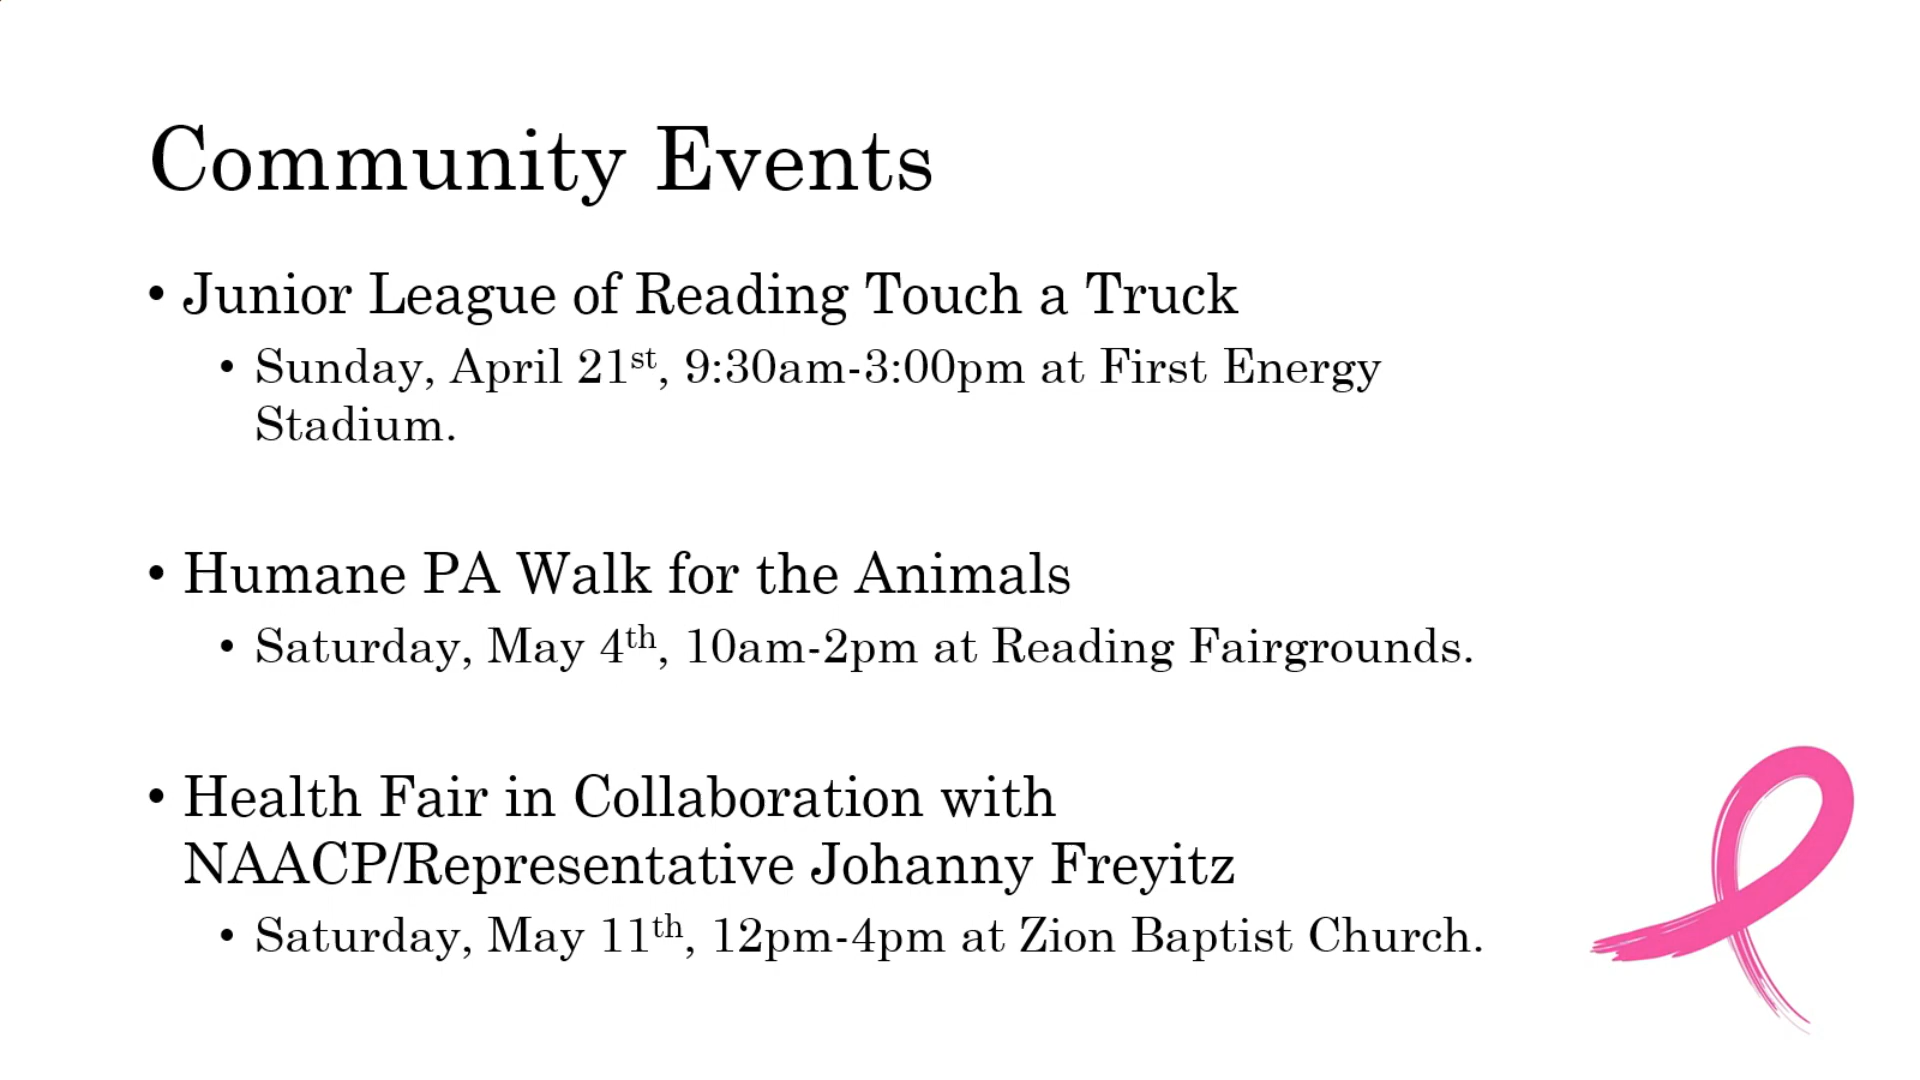 Community Events
• Junior League of Reading Touch a Truck
• Sunday, April 21st, 9:30am-3:00pm at First Energy
Stadium.
• Humane PA Walk for the Animals
• Saturday, May 4th, 10am-2pm at Reading Fairgrounds.
• Health Fair in Collaboration with
NAACP/Representative Johanny Freyitz
• Saturday, May 11th, 12pm-4pm at Zion Baptist Church.